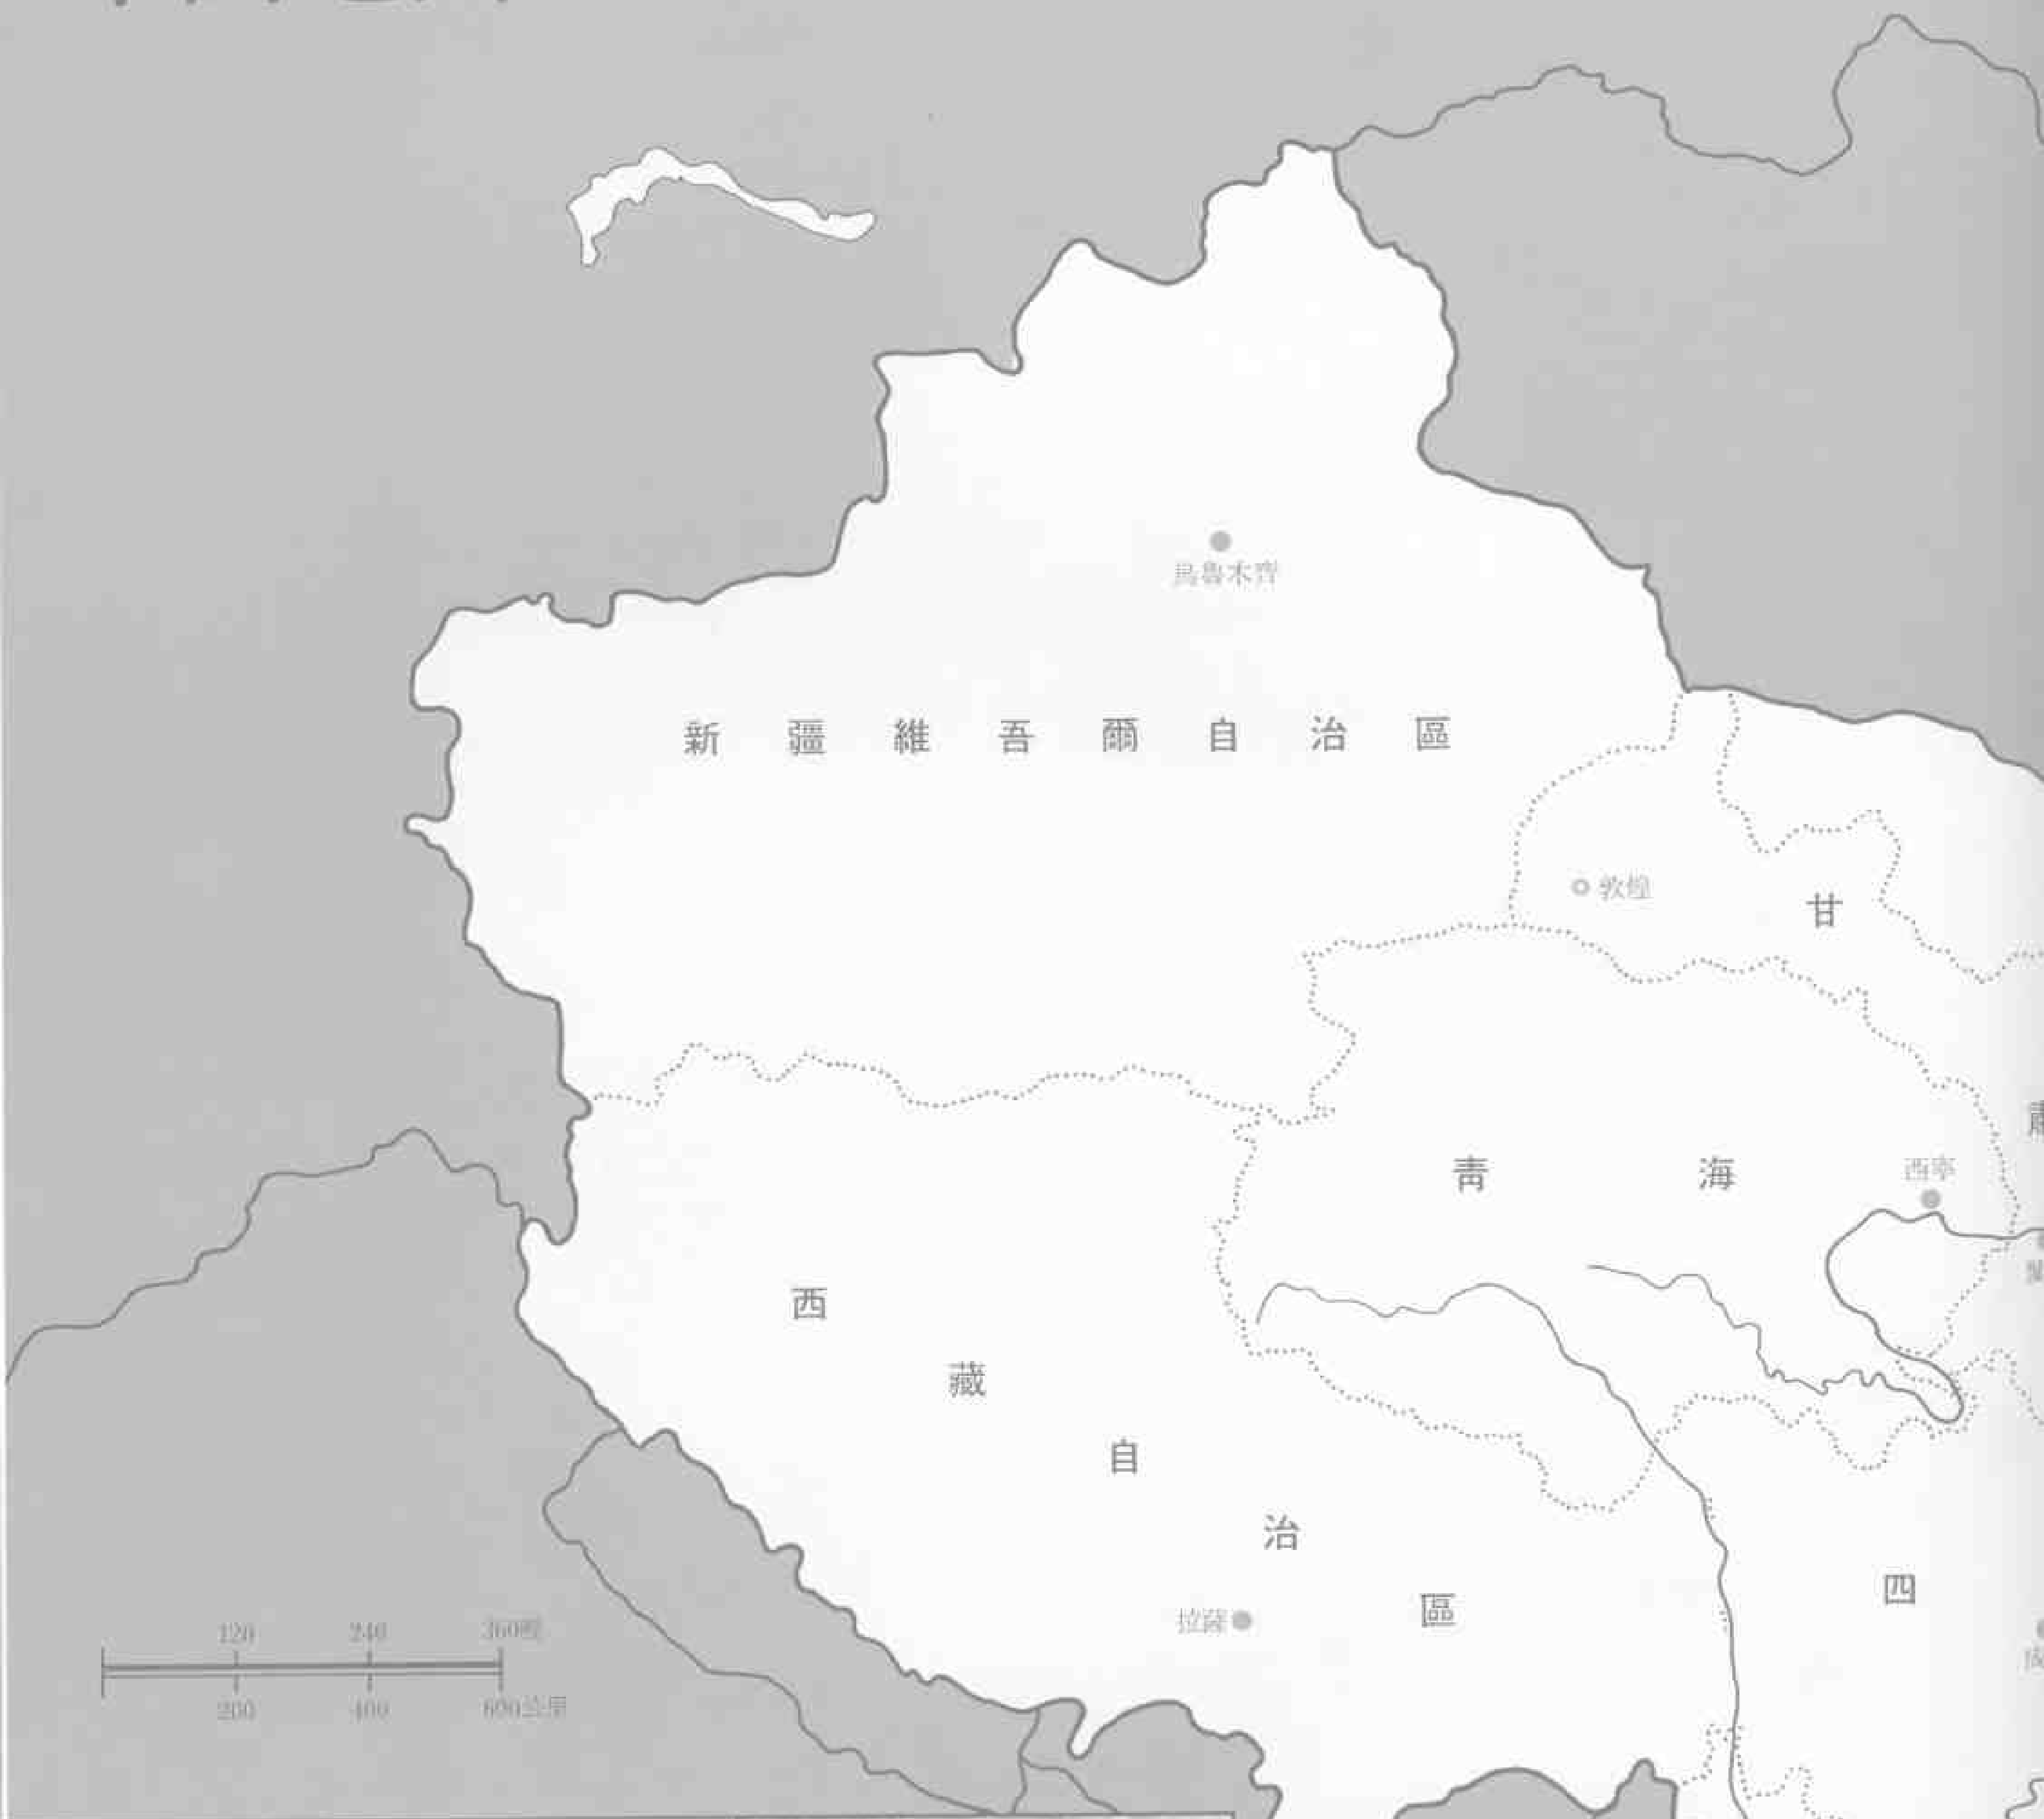 烏魯木齊
新疆維吾爾自治區
敦煌
甘
青海
西寧
西藏自治區
四
拉薩
120 240 360哩
200 400 600公里